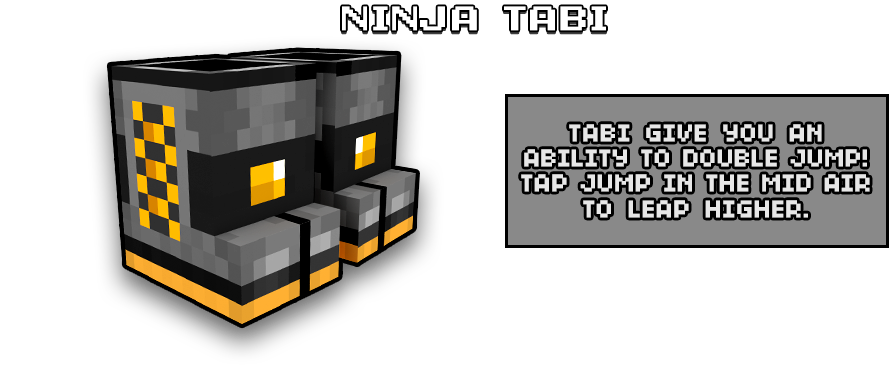 NINJA TABI
TABI GIVE YOU AN
ABILITY TO DOUBLE JUMP!
TAP JUMP IN THE MID AIR
TO LEAP HIGHER.